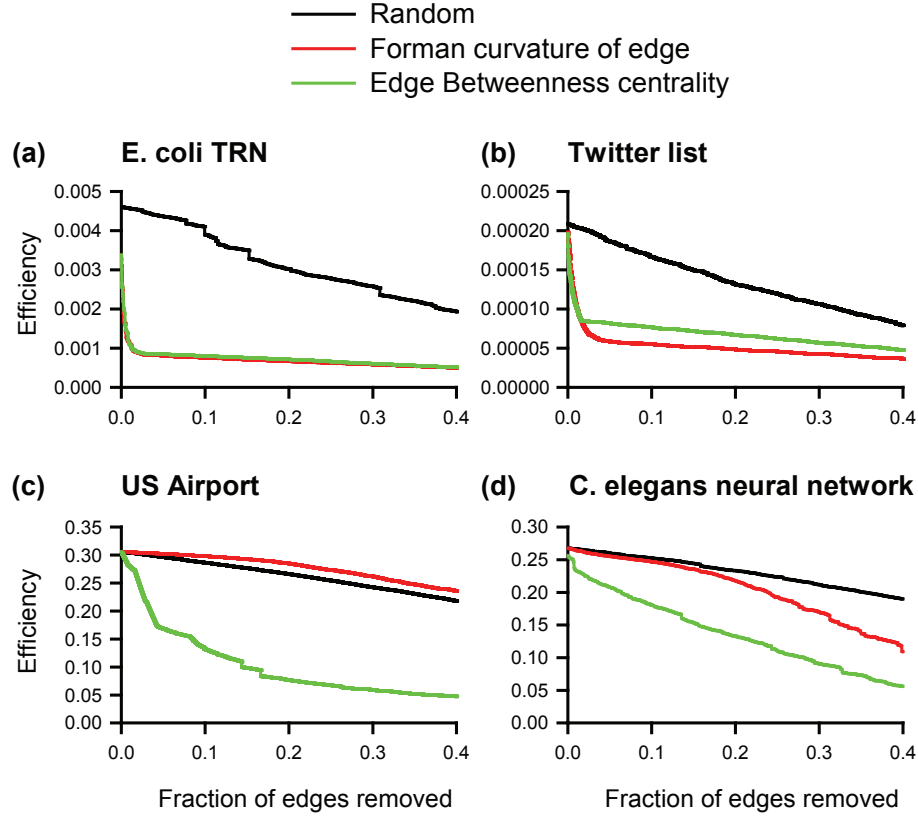 Random
Forman curvature of edge
Edge Betweenness centrality
(a) E. coli TRN
(b) Twitter list
Efficiency
0.005
0.004
0.003
0.002
0.001
0.000
0.0 0.1 0.2 0.3 0.4
0.00025
0.00020
0.00015
0.00010
0.00005
0.00000
0.0 0.1 0.2 0.3 0.4
(c) US Airport
(d) C. elegans neural network
Efficiency
0.35
0.30
0.25
0.20
0.15
0.10
0.05
0.00
0.0 0.1 0.2 0.3 0.4
Fraction of edges removed
0.30
0.25
0.20
0.15
0.10
0.05
0.00
0.0 0.1 0.2 0.3 0.4
Fraction of edges removed